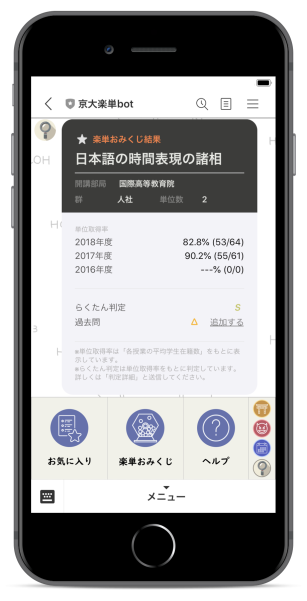 京大楽単bot
楽単おみくじ結果
日本語の時間表現の諸相
開講部局 国際高等教育院
群 人社 単位数 2
単位取得率
2018年度 82.8% (53/64)
2017年度 90.2% (55/61)
2016年度 ---% (0/0)
らくたん判定 S
過去問 △ 追加する
※単位取得率は「各授業の平均学生在籍数」をもとに表
示しています。
※らくたん判定は単位取得率をもとに判定しています。
詳しくは「判定詳細」と送信してください。
お気に入り 楽単おみくじ ヘルプ
メニュー